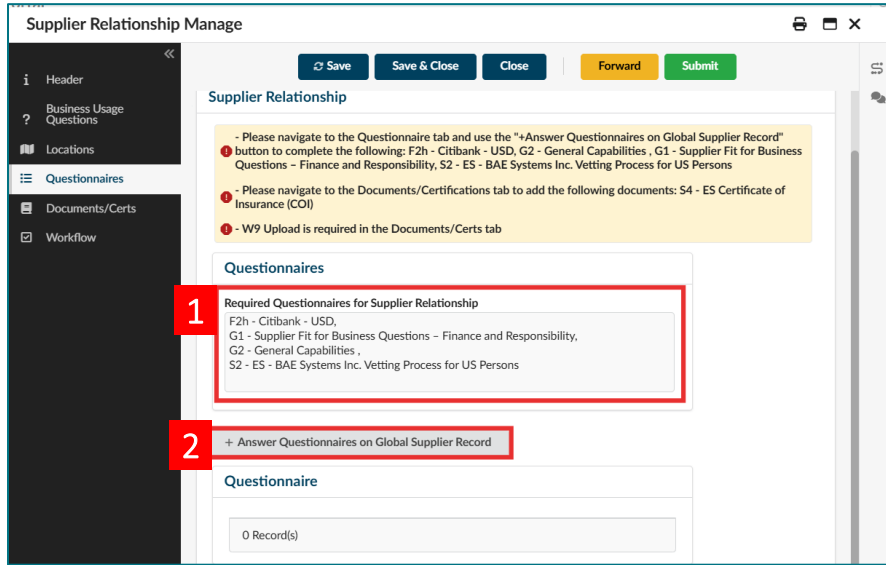 Supplier Relationship Manage
Save
Save & Close
Close
Forward
Submit
Header
Business Usage
Questions
Locations
Questionnaires
Documents/Certs
Workflow
Supplier Relationship
- Please navigate to the Questionnaire tab and use the "+Answer Questionnaires on Global Supplier Record"
button to complete the following: F2h - Citibank - USD, G2 - General Capabilities , G1 - Supplier Fit for Business
Questions – Finance and Responsibility, S2 - ES - BAE Systems Inc. Vetting Process for US Persons
- Please navigate to the Documents/Certifications tab to add the following documents: S4 - ES Certificate of
Insurance (COI)
- W9 Upload is required in the Documents/Certs tab
Questionnaires
1
Required Questionnaires for Supplier Relationship
F2h - Citibank - USD,
G1 - Supplier Fit for Business Questions – Finance and Responsibility,
G2 - General Capabilities ,
S2 - ES - BAE Systems Inc. Vetting Process for US Persons
2
+ Answer Questionnaires on Global Supplier Record
Questionnaire
0 Record(s)